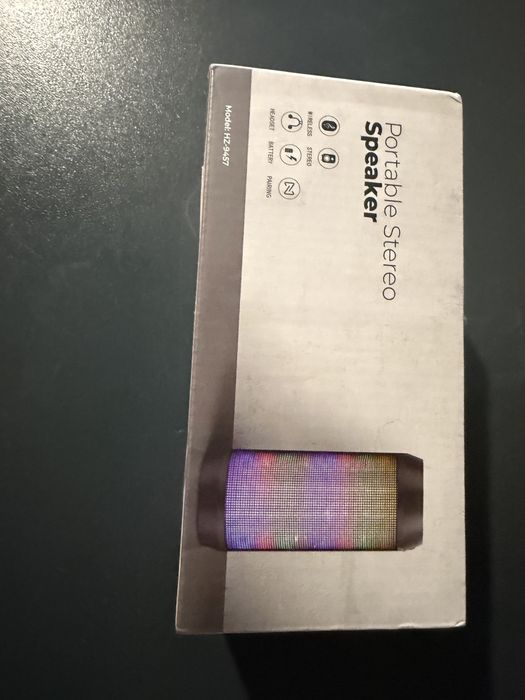 Portable Stereo
Speaker
WIRELESS
STEREO
HEADSET
BATTERY
PAIRING
Model: HZ-9457